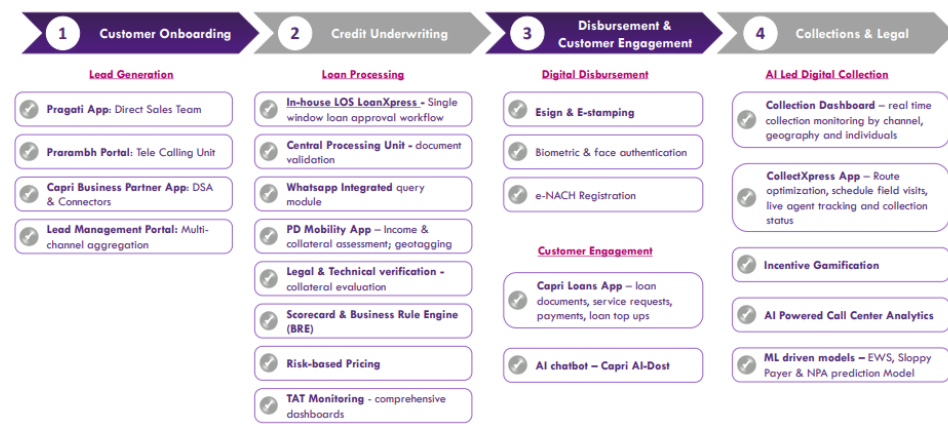 1 Customer Onboarding
Lead Generation
Pragati App: Direct Sales Team
Prarambh Portal: Tele Calling Unit
Capri Business Partner App: DSA
& Connectors
Lead Management Portal: Multi-
channel aggregation
2 Credit Underwriting
Loan Processing
In-house LOS LoanXpress - Single
window loan approval workflow
Central Processing Unit - document
validation
Whatsapp Integrated query
module
PD Mobility App – Income &
collateral assessment; geotagging
Legal & Technical verification -
collateral evaluation
Scorecard & Business Rule Engine
(BRE)
Risk-based Pricing
TAT Monitoring - comprehensive
dashboards
3 Disbursement &
Customer Engagement
Digital Disbursement
Esign & E-stamping
Biometric & face authentication
e-NACH Registration
Customer Engagement
Capri Loans App – loan
documents, service requests,
payments, loan top ups
AI chatbot – Capri AI-Dost
4 Collections & Legal
AI Led Digital Collection
Collection Dashboard – real time
collection monitoring by channel,
geography and individuals
CollectXpress App – Route
optimization, schedule field visits,
live agent tracking and collection
status
Incentive Gamification
AI Powered Call Center Analytics
ML driven models – EWS, Sloppy
Payer & NPA prediction Model